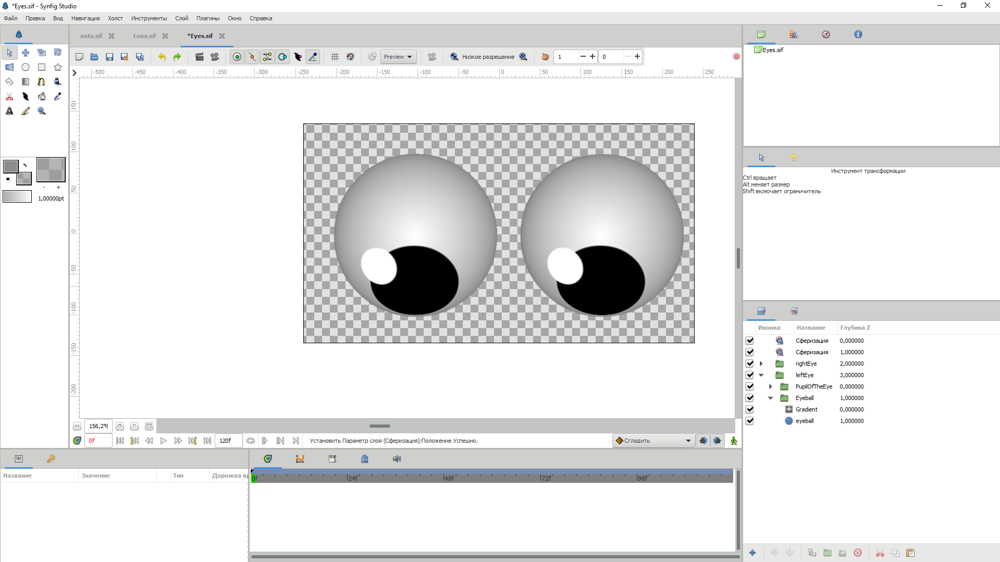 *Eyes.sif - Synfig Studio
Файл Правка Вид Навигация Холст Инструменты Слой Плагины Окно Справка
auto.sif Luna.sif *Eyes.sif
Preview Низкое разрешение 1 0
-500 -450 -400 -350 -300 -250 -200 -150 -100 -50 0 50 100 150 200 250
150
100
50
0
-50
-100
-150
-200
1,00000pt
Eyes.sif
Инструмент трансформации
Ctrl вращает
Alt меняет размер
Shift включает ограничитель
Иконка Название Глубина Z
Сферизация 0,000000
Сферизация 1,000000
rightEye 2,000000
leftEye 3,000000
PupilOfTheEye 0,000000
Eyeball 1,000000
Gradient 0,000000
eyeball 1,000000
156,2%
0f 120f Установить Параметр слоя (Сферизация):Положение Успешно. Сгладить
Название Значение Тип Дорожка
0f 24f 48f 72f 96f